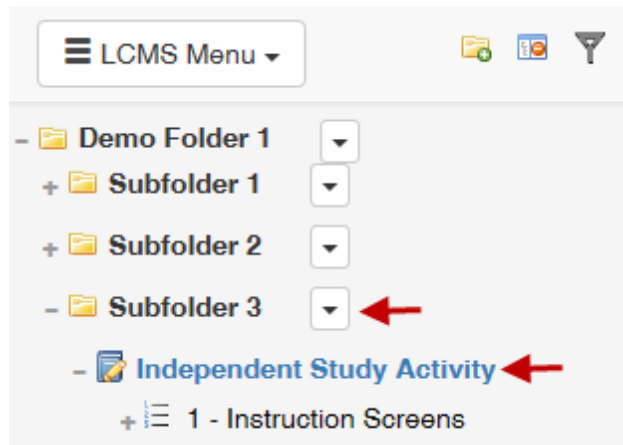 LCMS Menu
Demo Folder 1
Subfolder 1
Subfolder 2
Subfolder 3
Independent Study Activity
1 - Instruction Screens